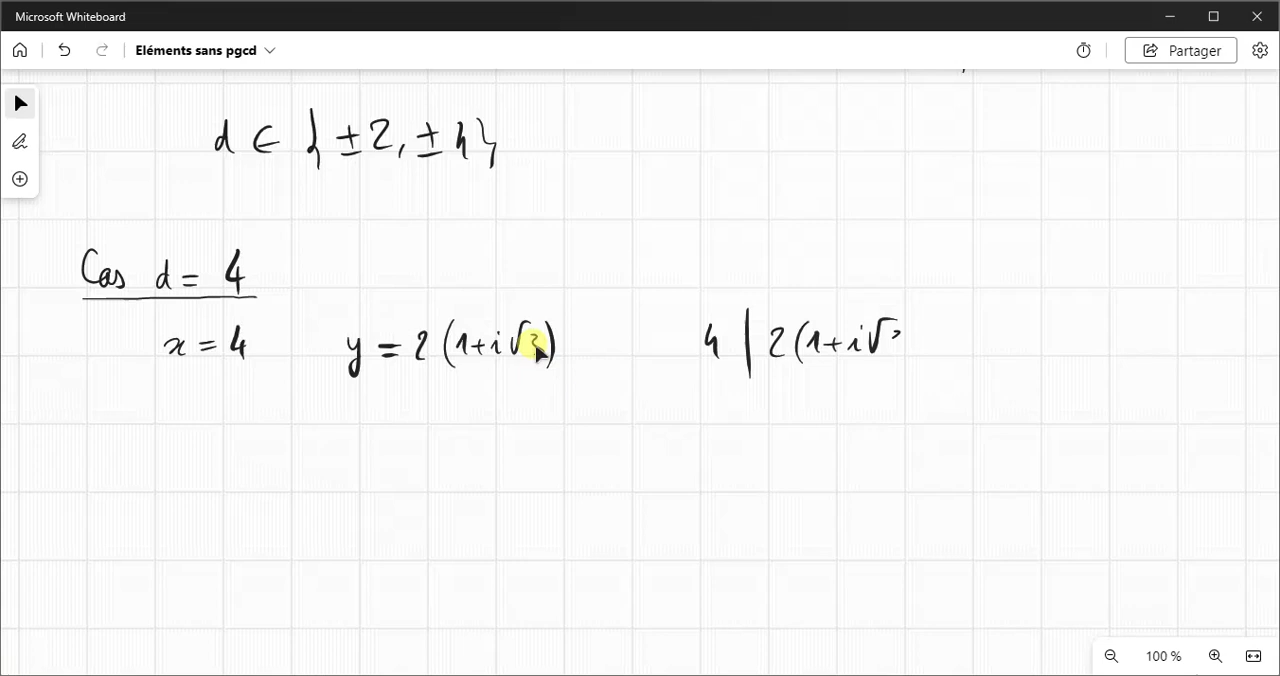 Microsoft Whiteboard
Eléments sans pgcd
Partager
d ∈ { ±2, ±4 }
Cas d = 4
x = 4 y = 2 (1+i√3) 4 | 2 (1+i√3
100 %